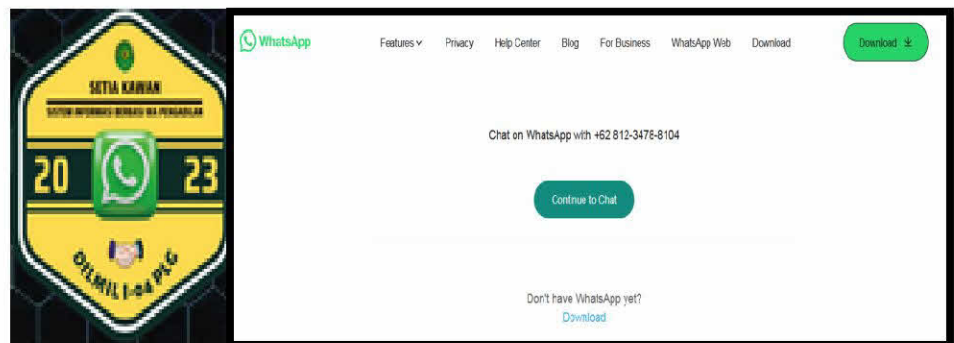 SETIA KAWAN
SISTEM INFORMASI BERBASIS WA PENGADILAN
20 23
DILMIL I-04 PLG
WhatsApp
Features Privacy Help Center Blog For Business WhatsApp Web Download
Download
Chat on WhatsApp with +62 812-3478-8104
Continue to Chat
Don't have WhatsApp yet?
Download